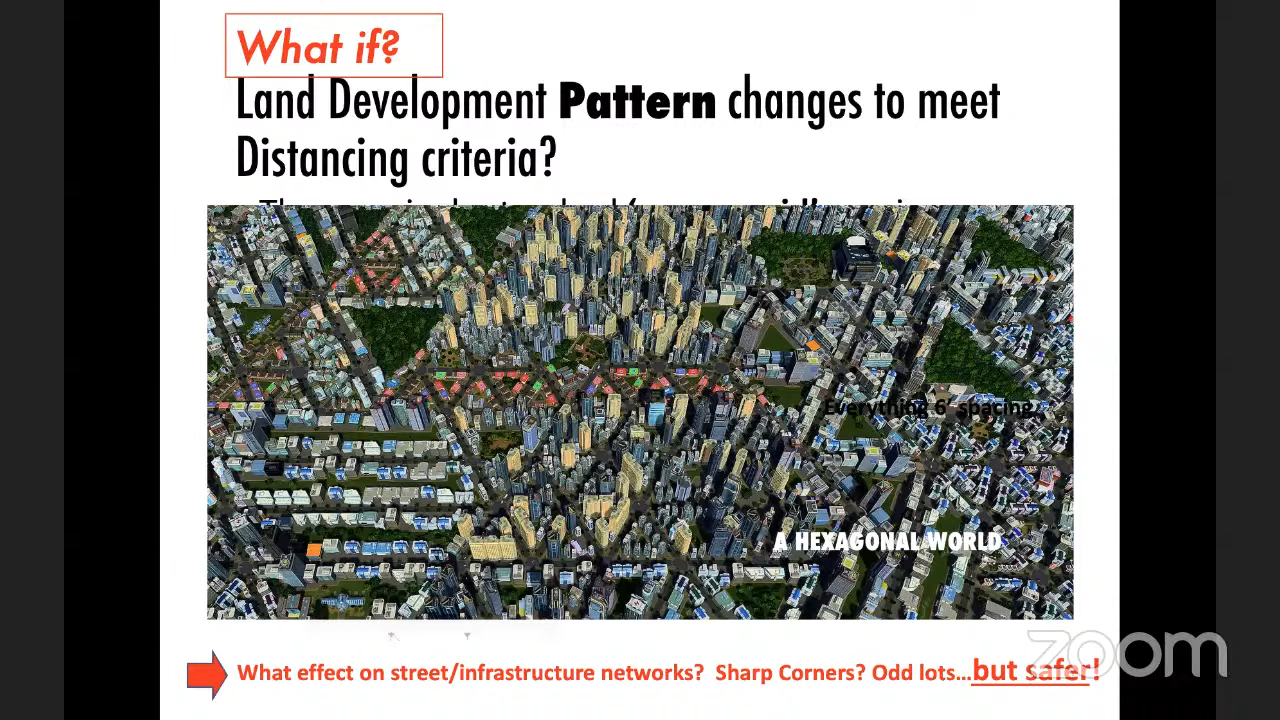 What if?
Land Development Pattern changes to meet
Distancing criteria?
Everything 6' spacing
A HEXAGONAL WORLD
What effect on street/infrastructure networks? Sharp Corners? Odd lots...but safer!
zoom